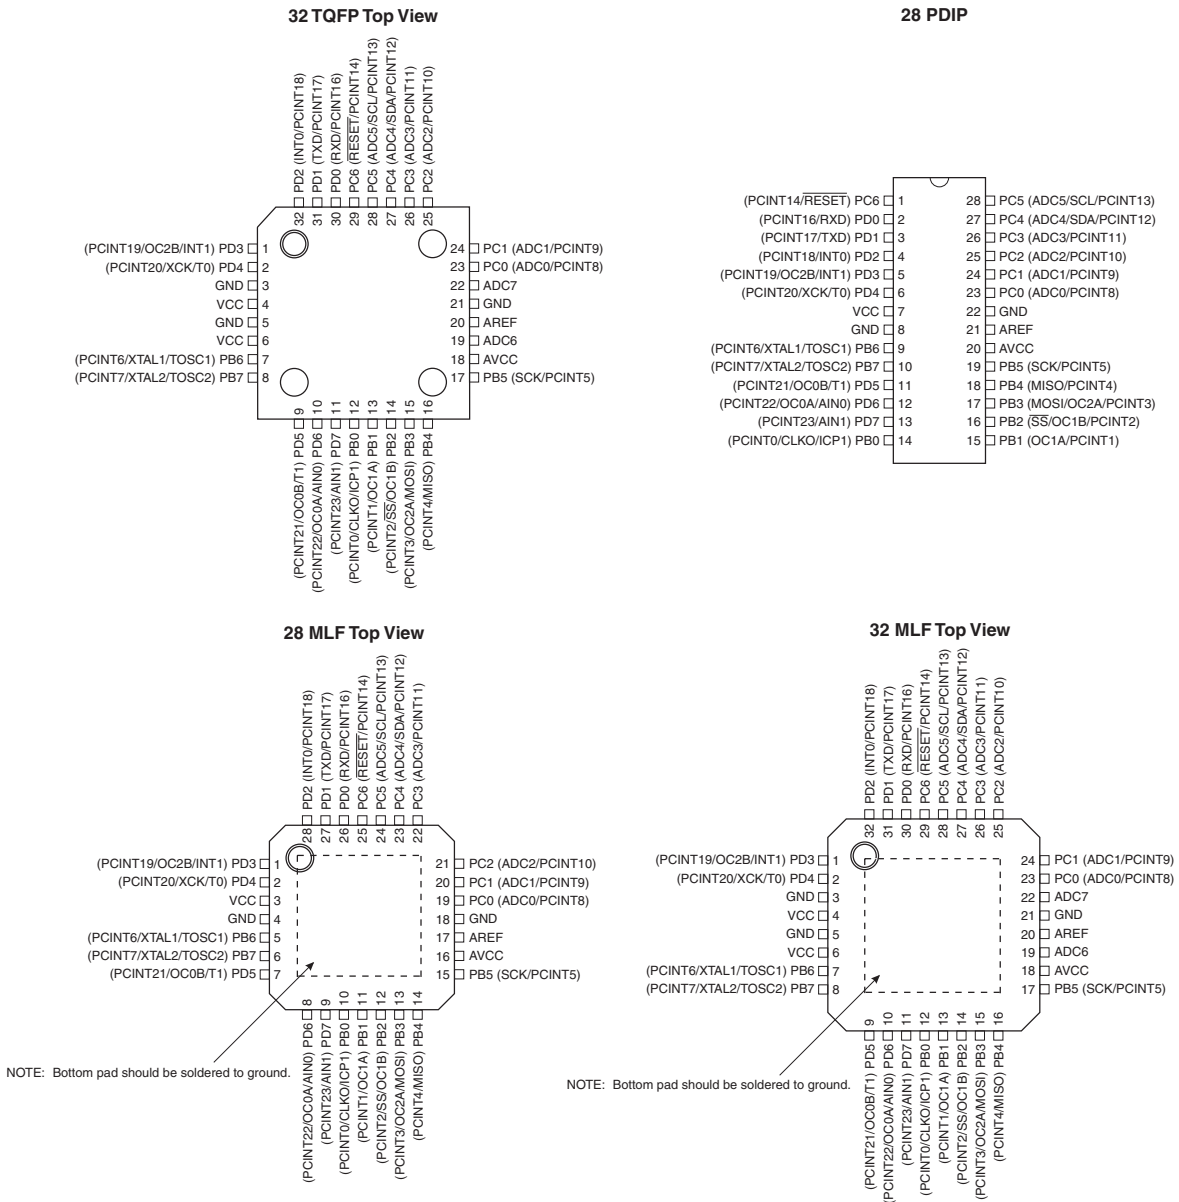 32 TQFP Top View
32 PD2 (INT0/PCINT18)
31 PD1 (TXD/PCINT17)
30 PD0 (RXD/PCINT16)
29 PC6 (RESET/PCINT14)
28 PC5 (ADC5/SCL/PCINT13)
27 PC4 (ADC4/SDA/PCINT12)
26 PC3 (ADC3/PCINT11)
25 PC2 (ADC2/PCINT10)
(PCINT19/OC2B/INT1) PD3 1
(PCINT20/XCK/T0) PD4 2
GND 3
VCC 4
GND 5
VCC 6
(PCINT6/XTAL1/TOSC1) PB6 7
(PCINT7/XTAL2/TOSC2) PB7 8
24 PC1 (ADC1/PCINT9)
23 PC0 (ADC0/PCINT8)
22 ADC7
21 GND
20 AREF
19 ADC6
18 AVCC
17 PB5 (SCK/PCINT5)
(PCINT21/OC0B/T1) PD5 9
(PCINT22/OC0A/AIN0) PD6 10
(PCINT23/AIN1) PD7 11
(PCINT0/CLKO/ICP1) PB0 12
(PCINT1/OC1A) PB1 13
(PCINT2/SS/OC1B) PB2 14
(PCINT3/OC2A/MOSI) PB3 15
(PCINT4/MISO) PB4 16
28 PDIP
(PCINT14/RESET) PC6 1
(PCINT16/RXD) PD0 2
(PCINT17/TXD) PD1 3
(PCINT18/INT0) PD2 4
(PCINT19/OC2B/INT1) PD3 5
(PCINT20/XCK/T0) PD4 6
VCC 7
GND 8
(PCINT6/XTAL1/TOSC1) PB6 9
(PCINT7/XTAL2/TOSC2) PB7 10
(PCINT21/OC0B/T1) PD5 11
(PCINT22/OC0A/AIN0) PD6 12
(PCINT23/AIN1) PD7 13
(PCINT0/CLKO/ICP1) PB0 14
28 PC5 (ADC5/SCL/PCINT13)
27 PC4 (ADC4/SDA/PCINT12)
26 PC3 (ADC3/PCINT11)
25 PC2 (ADC2/PCINT10)
24 PC1 (ADC1/PCINT9)
23 PC0 (ADC0/PCINT8)
22 GND
21 AREF
20 AVCC
19 PB5 (SCK/PCINT5)
18 PB4 (MISO/PCINT4)
17 PB3 (MOSI/OC2A/PCINT3)
16 PB2 (SS/OC1B/PCINT2)
15 PB1 (OC1A/PCINT1)
28 MLF Top View
28 PD2 (INT0/PCINT18)
27 PD1 (TXD/PCINT17)
26 PD0 (RXD/PCINT16)
25 PC6 (RESET/PCINT14)
24 PC5 (ADC5/SCL/PCINT13)
23 PC4 (ADC4/SDA/PCINT12)
22 PC3 (ADC3/PCINT11)
(PCINT19/OC2B/INT1) PD3 1
(PCINT20/XCK/T0) PD4 2
VCC 3
GND 4
(PCINT6/XTAL1/TOSC1) PB6 5
(PCINT7/XTAL2/TOSC2) PB7 6
(PCINT21/OC0B/T1) PD5 7
21 PC2 (ADC2/PCINT10)
20 PC1 (ADC1/PCINT9)
19 PC0 (ADC0/PCINT8)
18 GND
17 AREF
16 AVCC
15 PB5 (SCK/PCINT5)
(PCINT22/OC0A/AIN0) PD6 8
(PCINT23/AIN1) PD7 9
(PCINT0/CLKO/ICP1) PB0 10
(PCINT1/OC1A) PB1 11
(PCINT2/SS/OC1B) PB2 12
(PCINT3/OC2A/MOSI) PB3 13
(PCINT4/MISO) PB4 14
NOTE: Bottom pad should be soldered to ground.
32 MLF Top View
32 PD2 (INT0/PCINT18)
31 PD1 (TXD/PCINT17)
30 PD0 (RXD/PCINT16)
29 PC6 (RESET/PCINT14)
28 PC5 (ADC5/SCL/PCINT13)
27 PC4 (ADC4/SDA/PCINT12)
26 PC3 (ADC3/PCINT11)
25 PC2 (ADC2/PCINT10)
(PCINT19/OC2B/INT1) PD3 1
(PCINT20/XCK/T0) PD4 2
GND 3
VCC 4
GND 5
VCC 6
(PCINT6/XTAL1/TOSC1) PB6 7
(PCINT7/XTAL2/TOSC2) PB7 8
24 PC1 (ADC1/PCINT9)
23 PC0 (ADC0/PCINT8)
22 ADC7
21 GND
20 AREF
19 ADC6
18 AVCC
17 PB5 (SCK/PCINT5)
(PCINT21/OC0B/T1) PD5 9
(PCINT22/OC0A/AIN0) PD6 10
(PCINT23/AIN1) PD7 11
(PCINT0/CLKO/ICP1) PB0 12
(PCINT1/OC1A) PB1 13
(PCINT2/SS/OC1B) PB2 14
(PCINT3/OC2A/MOSI) PB3 15
(PCINT4/MISO) PB4 16
NOTE: Bottom pad should be soldered to ground.